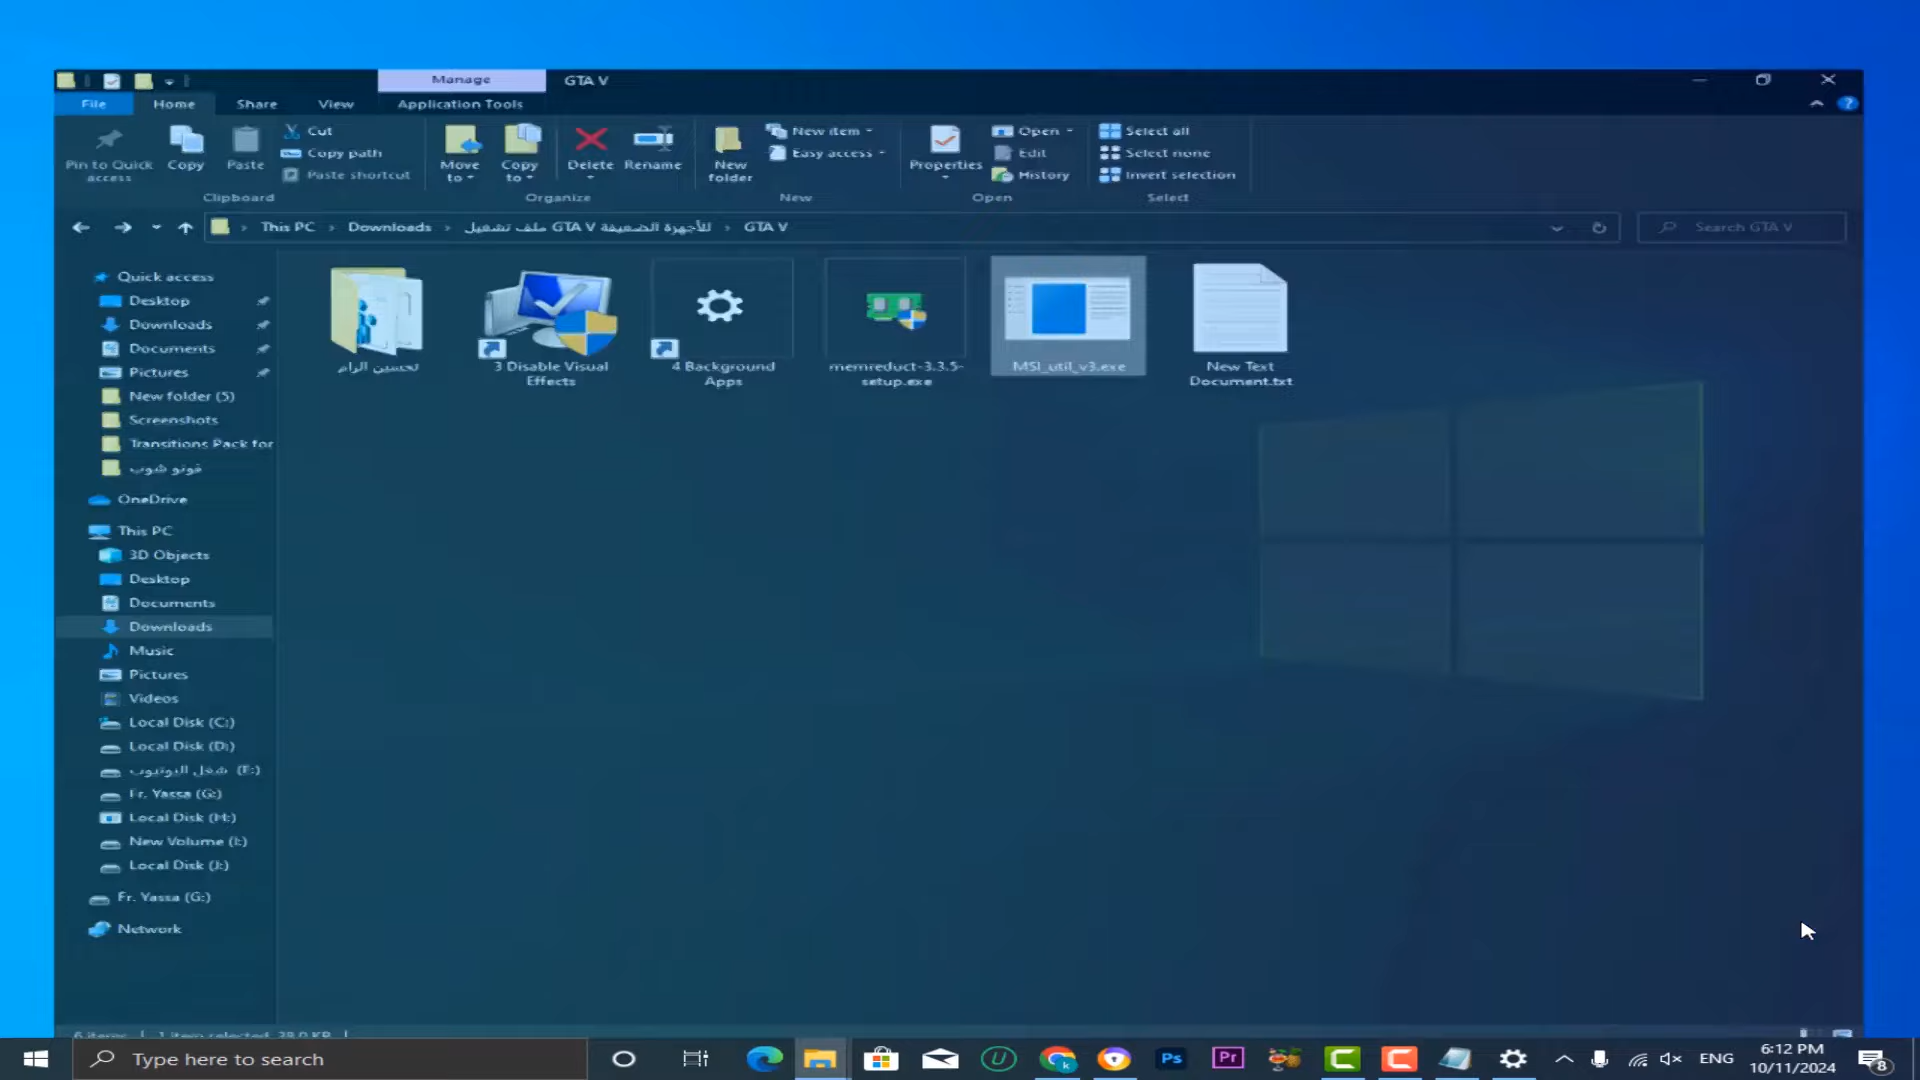 Manage
GTA V
File
Home
Share
View
Application Tools
Pin to Quick
access
Copy
Paste
Cut
Copy path
Paste shortcut
Clipboard
Move
to
Copy
to
Delete
Rename
Organize
New
folder
New item
Easy access
New
Properties
Open
Edit
History
Open
Select all
Select none
Invert selection
Select
This PC
Downloads
ملف تشغيل GTA V للأجهزة الضعيفة
GTA V
Search GTA V
Quick access
Desktop
Downloads
Documents
Pictures
New folder (5)
Screenshots
Transitions Pack for
فوتو شوب
OneDrive
This PC
3D Objects
Desktop
Documents
Downloads
Music
Pictures
Videos
Local Disk (C:)
Local Disk (D:)
شغل اليوتيوب (E:)
Fr. Yassa (G:)
Local Disk (H:)
New Volume (I:)
Local Disk (J:)
Fr. Yassa (G:)
Network
تحسين الرام
3 Disable Visual
Effects
4 Background
Apps
memreduct-3.3.5-
setup.exe
MSI_util_v3.exe
New Text
Document.txt
6 items
1 item selected 28.0 KB
Type here to search
Ps
Pr
ENG
6:12 PM
10/11/2024
8